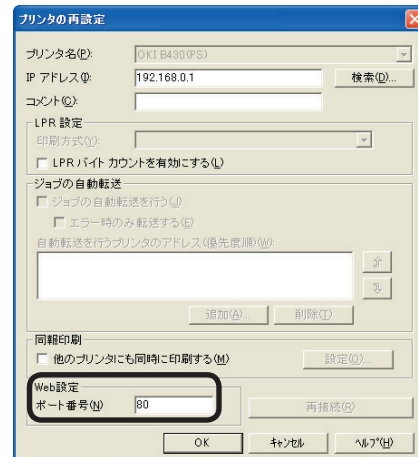 プリンタの再設定
プリンタ名(P): OKI B430(PS)
IP アドレス(I): 192.168.0.1 検索(D)...
コメント(C):
LPR 設定
印刷方式(Y):
LPR バイト カウントを有効にする(L)
ジョブの自動転送
ジョブの自動転送を行う(J)
エラー時のみ転送する(E)
自動転送を行うプリンタのアドレス(優先度順)(W):
追加(A)... 削除(T)
同報印刷
他のプリンタにも同時に印刷する(M) 設定(O)...
Web設定
ポート番号(N) 80 再接続(R)
OK キャンセル ヘルプ(H)